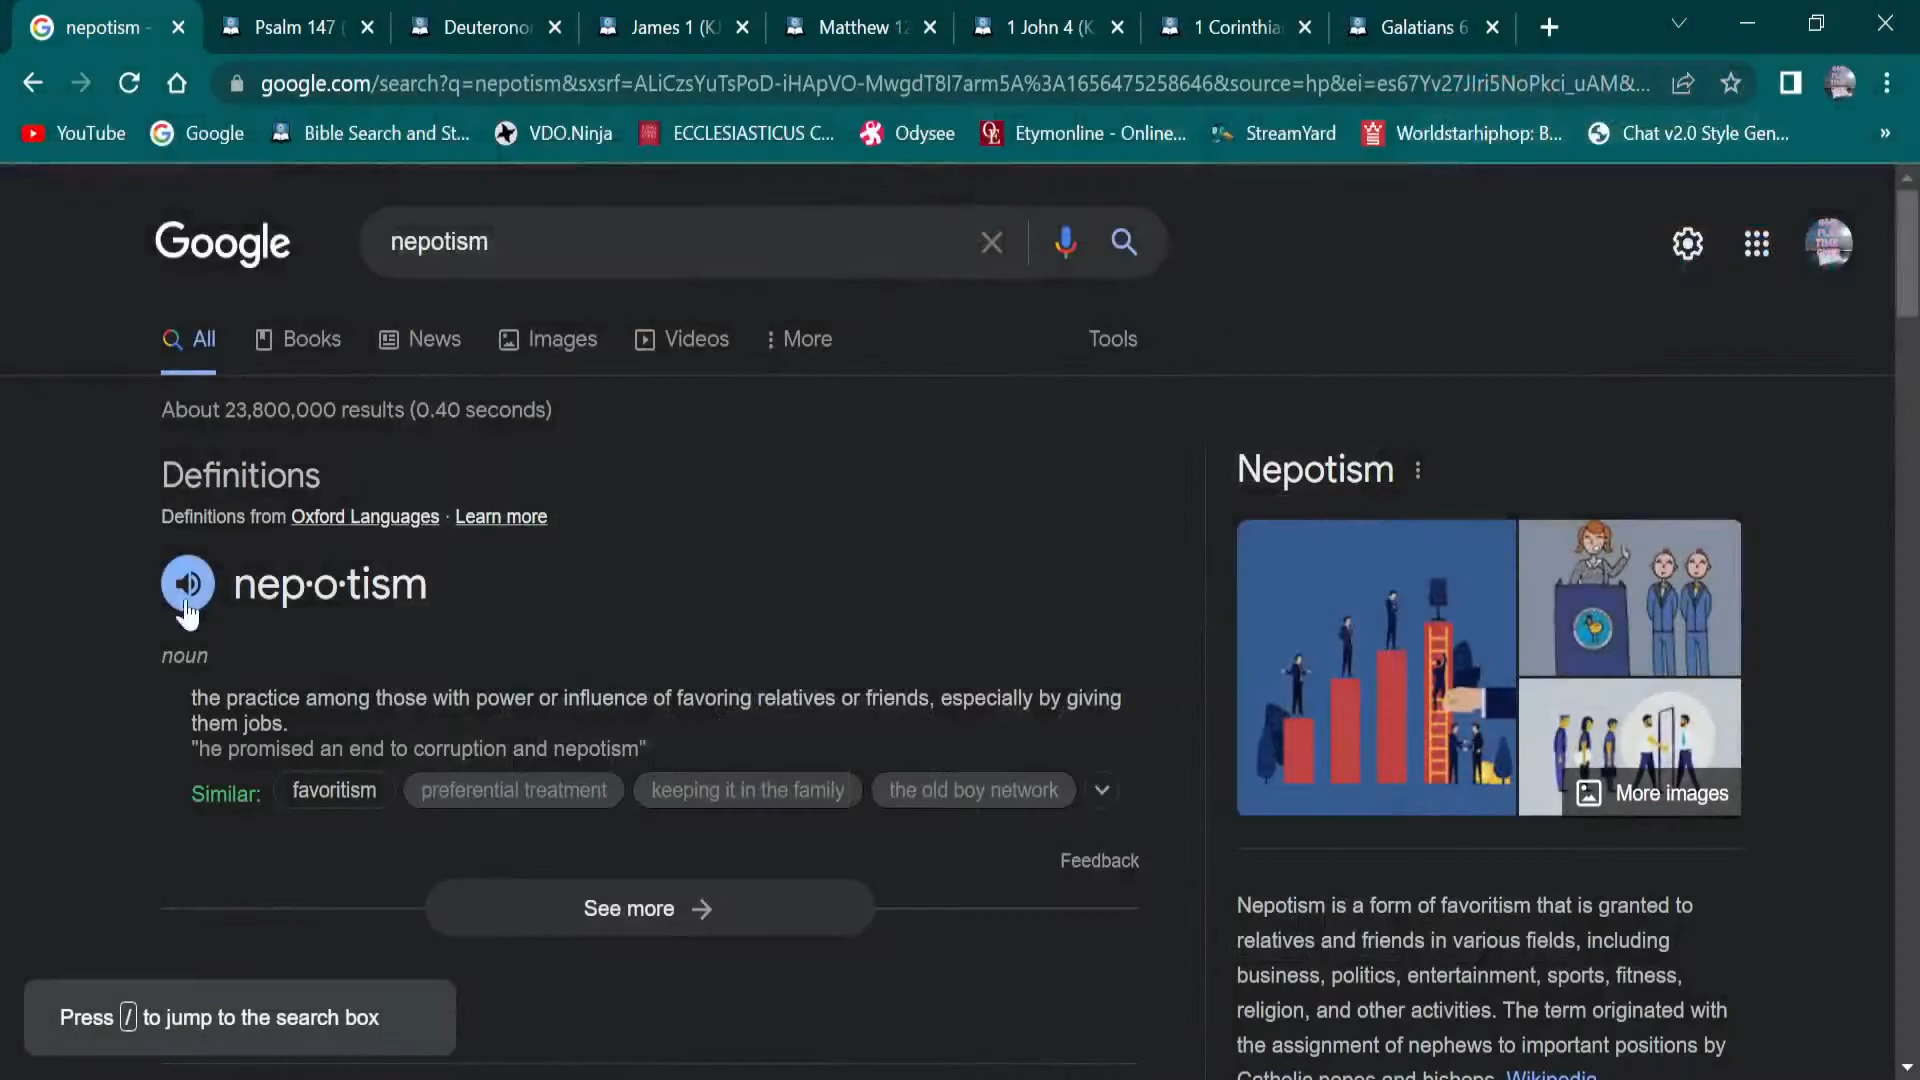 nepotism -
Psalm 147 (
Deuterono
James 1 (KJ
Matthew 12
1 John 4 (K
1 Corinthia
Galatians 6
google.com/search?q=nepotism&sxsrf=ALiCzsYuTsPoD-iHApVO-MwgdT8I7arm5A%3A1656475258646&source=hp&ei=es67Yv27JIri5NoPkci_uAM&...
YouTube
Google
Bible Search and St...
VDO.Ninja
ECCLESIASTICUS C...
Odysee
Etymonline - Online...
StreamYard
Worldstarhiphop: B...
Chat v2.0 Style Gen...
»
Google
nepotism
All
Books
News
Images
Videos
More
Tools
About 23,800,000 results (0.40 seconds)
Definitions
Definitions from Oxford Languages · Learn more
nep·o·tism
noun
the practice among those with power or influence of favoring relatives or friends, especially by giving
them jobs.
"he promised an end to corruption and nepotism"
Similar:
favoritism
preferential treatment
keeping it in the family
the old boy network
Feedback
See more
Press / to jump to the search box
Nepotism
More images
Nepotism is a form of favoritism that is granted to
relatives and friends in various fields, including
business, politics, entertainment, sports, fitness,
religion, and other activities. The term originated with
the assignment of nephews to important positions by
Catholic popes and bishops. Wikipedia